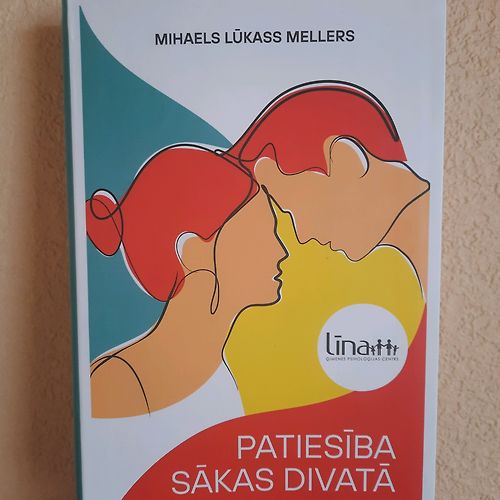 MIHAELS LŪKASS MELLERS
līna
ĢIMENES PSIHOLOĢIJAS CENTRS
PATIESĪBA
SĀKAS DIVATĀ